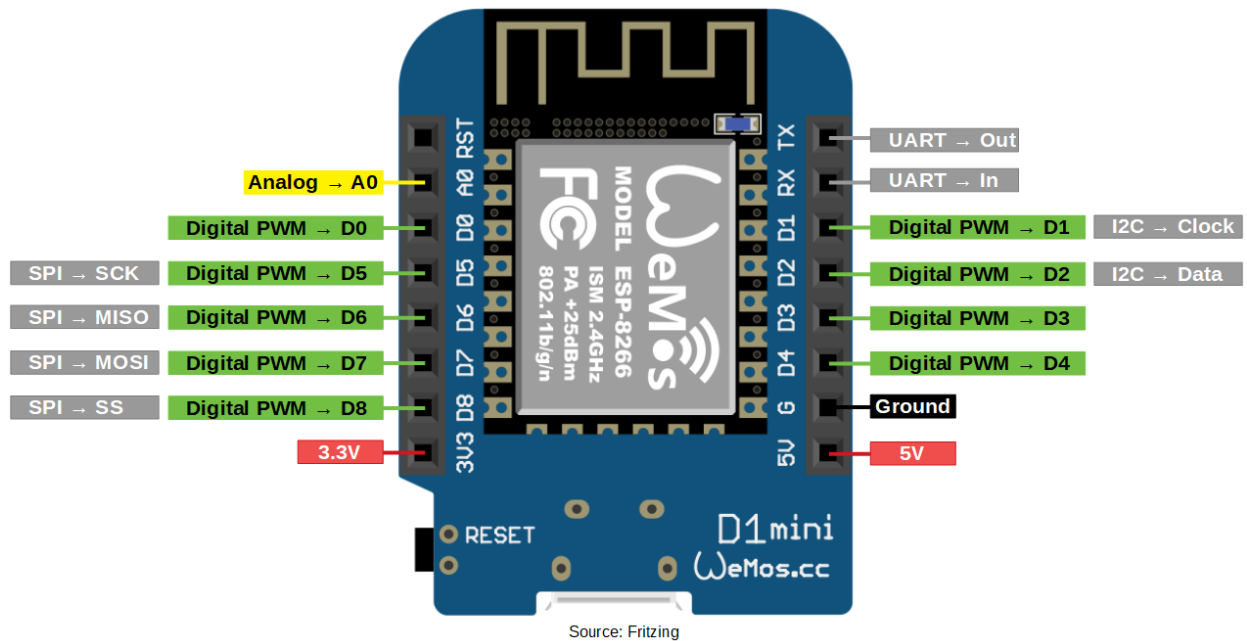 Analog → A0
Digital PWM → D0
SPI → SCK Digital PWM → D5
SPI → MISO Digital PWM → D6
SPI → MOSI Digital PWM → D7
SPI → SS Digital PWM → D8
3.3V
RST
A0
D0
D5
D6
D7
D8
3V3
WeMos
MODEL ESP-8266
ISM 2.4GHz
PA +25dBm
802.11b/g/n
FC
TX
RX
D1
D2
D3
D4
G
5V
UART → Out
UART → In
Digital PWM → D1 I2C → Clock
Digital PWM → D2 I2C → Data
Digital PWM → D3
Digital PWM → D4
Ground
5V
RESET
D1 mini
WeMos.cc
Source: Fritzing